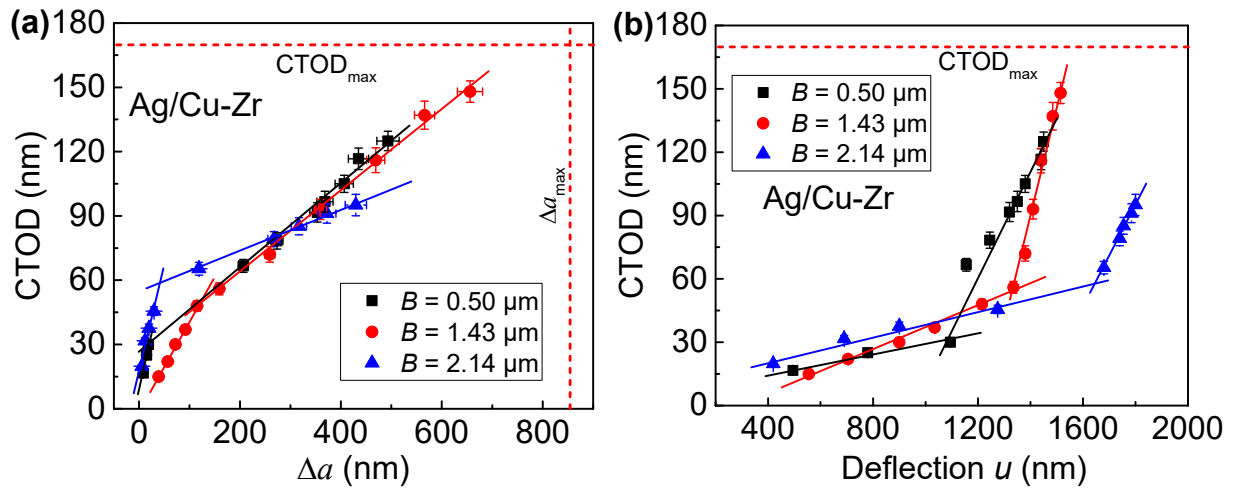 (a)
180
150
120
90
60
30
0
CTOD (nm)
CTODmax
Ag/Cu-Zr
Δamax
B = 0.50 μm
B = 1.43 μm
B = 2.14 μm
0 200 400 600 800
Δa (nm)
(b)
180
150
120
90
60
30
0
CTOD (nm)
CTODmax
B = 0.50 μm
B = 1.43 μm
B = 2.14 μm
Ag/Cu-Zr
400 800 1200 1600 2000
Deflection u (nm)